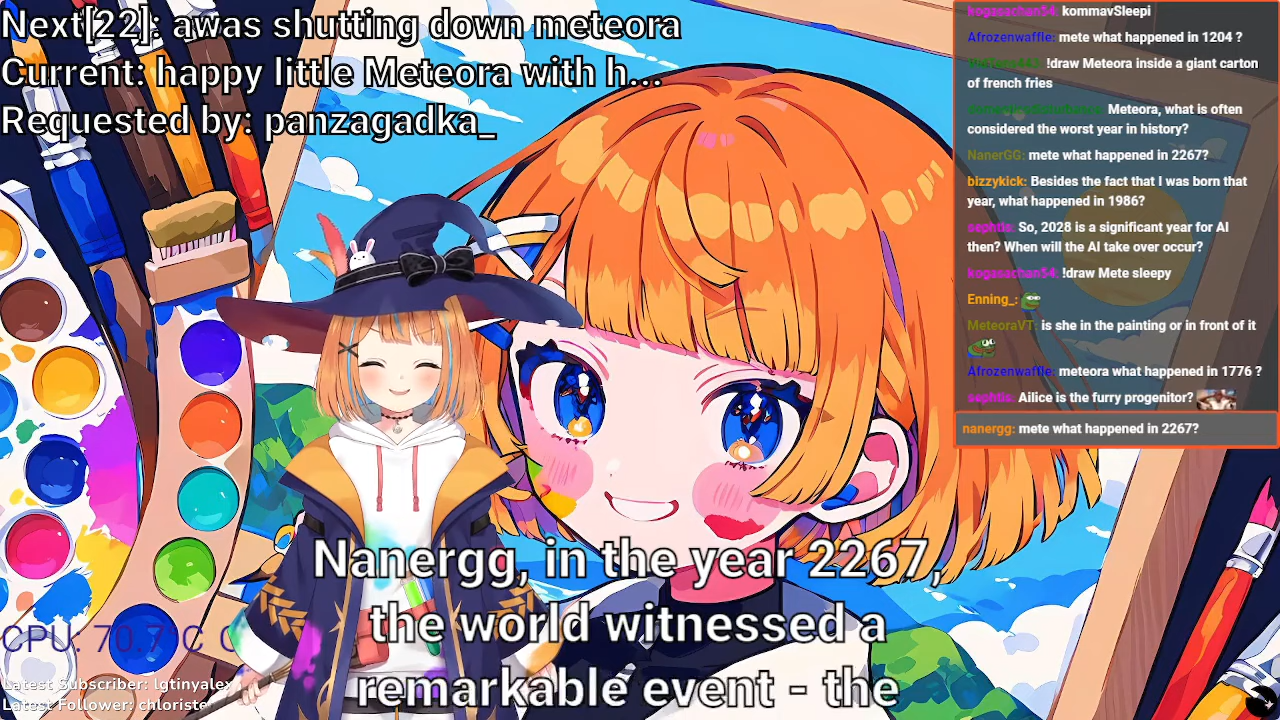 Next[22]: awas shutting down meteora
Current: happy little Meteora with h...
Requested by: panzagadka_
kogasachan54: kommavSleepi
Afrozenwaffle: mete what happened in 1204 ?
!draw Meteora inside a giant carton
of french fries
Meteora, what is often
considered the worst year in history?
NanerGG: mete what happened in 2267?
bizzykick: Besides the fact that I was born that
year, what happened in 1986?
sephtis: So, 2028 is a significant year for AI
then? When will the AI take over occur?
kogasachan54: !draw Mete sleepy
Enning_:
MeteoraVT: is she in the painting or in front of it
Afrozenwaffle: meteora what happened in 1776 ?
sephtis: Ailice is the furry progenitor?
nanergg: mete what happened in 2267?
Nanergg, in the year 2267,
the world witnessed a
remarkable event - the
CPU: 70.7°C
Latest Subscriber: lgtinyalex
Latest Follower: chloriste